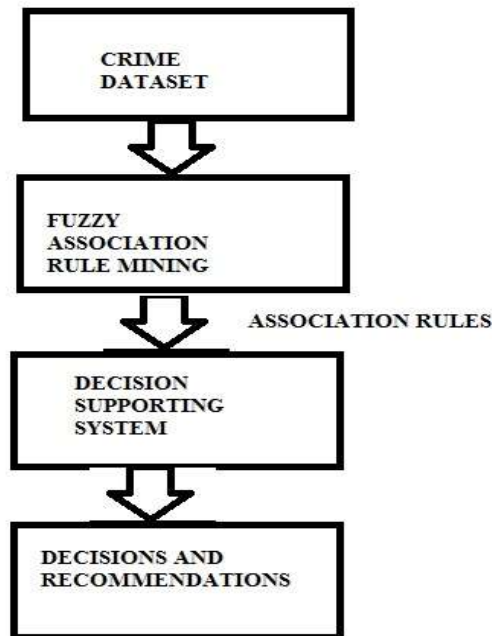 CRIME
DATASET
FUZZY
ASSOCIATION
RULE MINING
ASSOCIATION RULES
DECISION
SUPPORTING
SYSTEM
DECISIONS AND
RECOMMENDATIONS